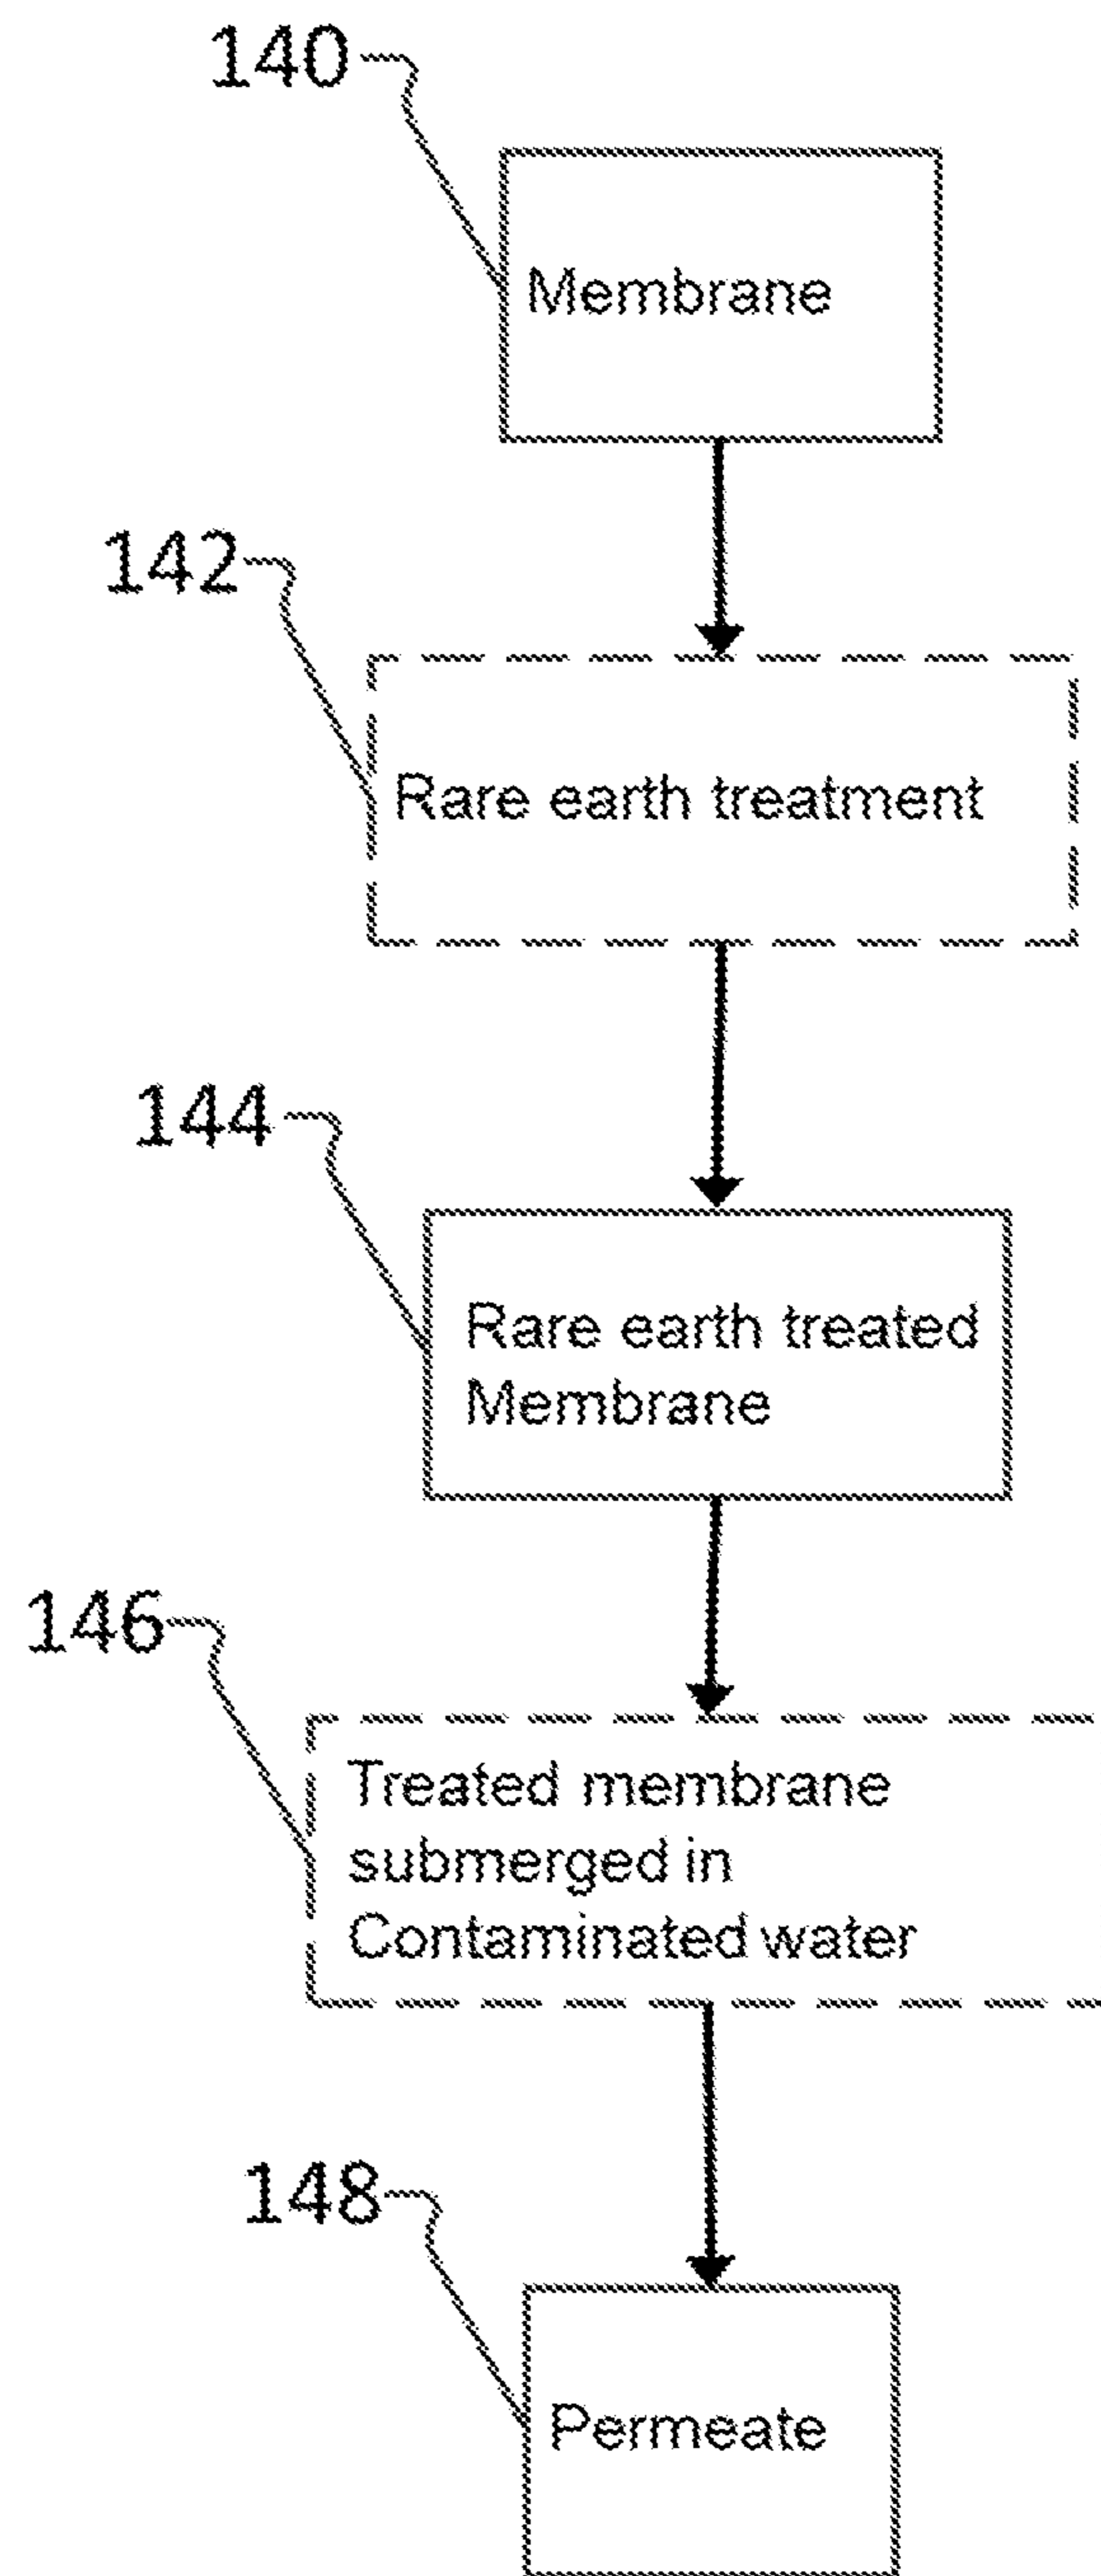 140
Membrane
142
Rare earth treatment
144
Rare earth treated
Membrane
146
Treated membrane
submerged in
Contaminated water
148
Permeate